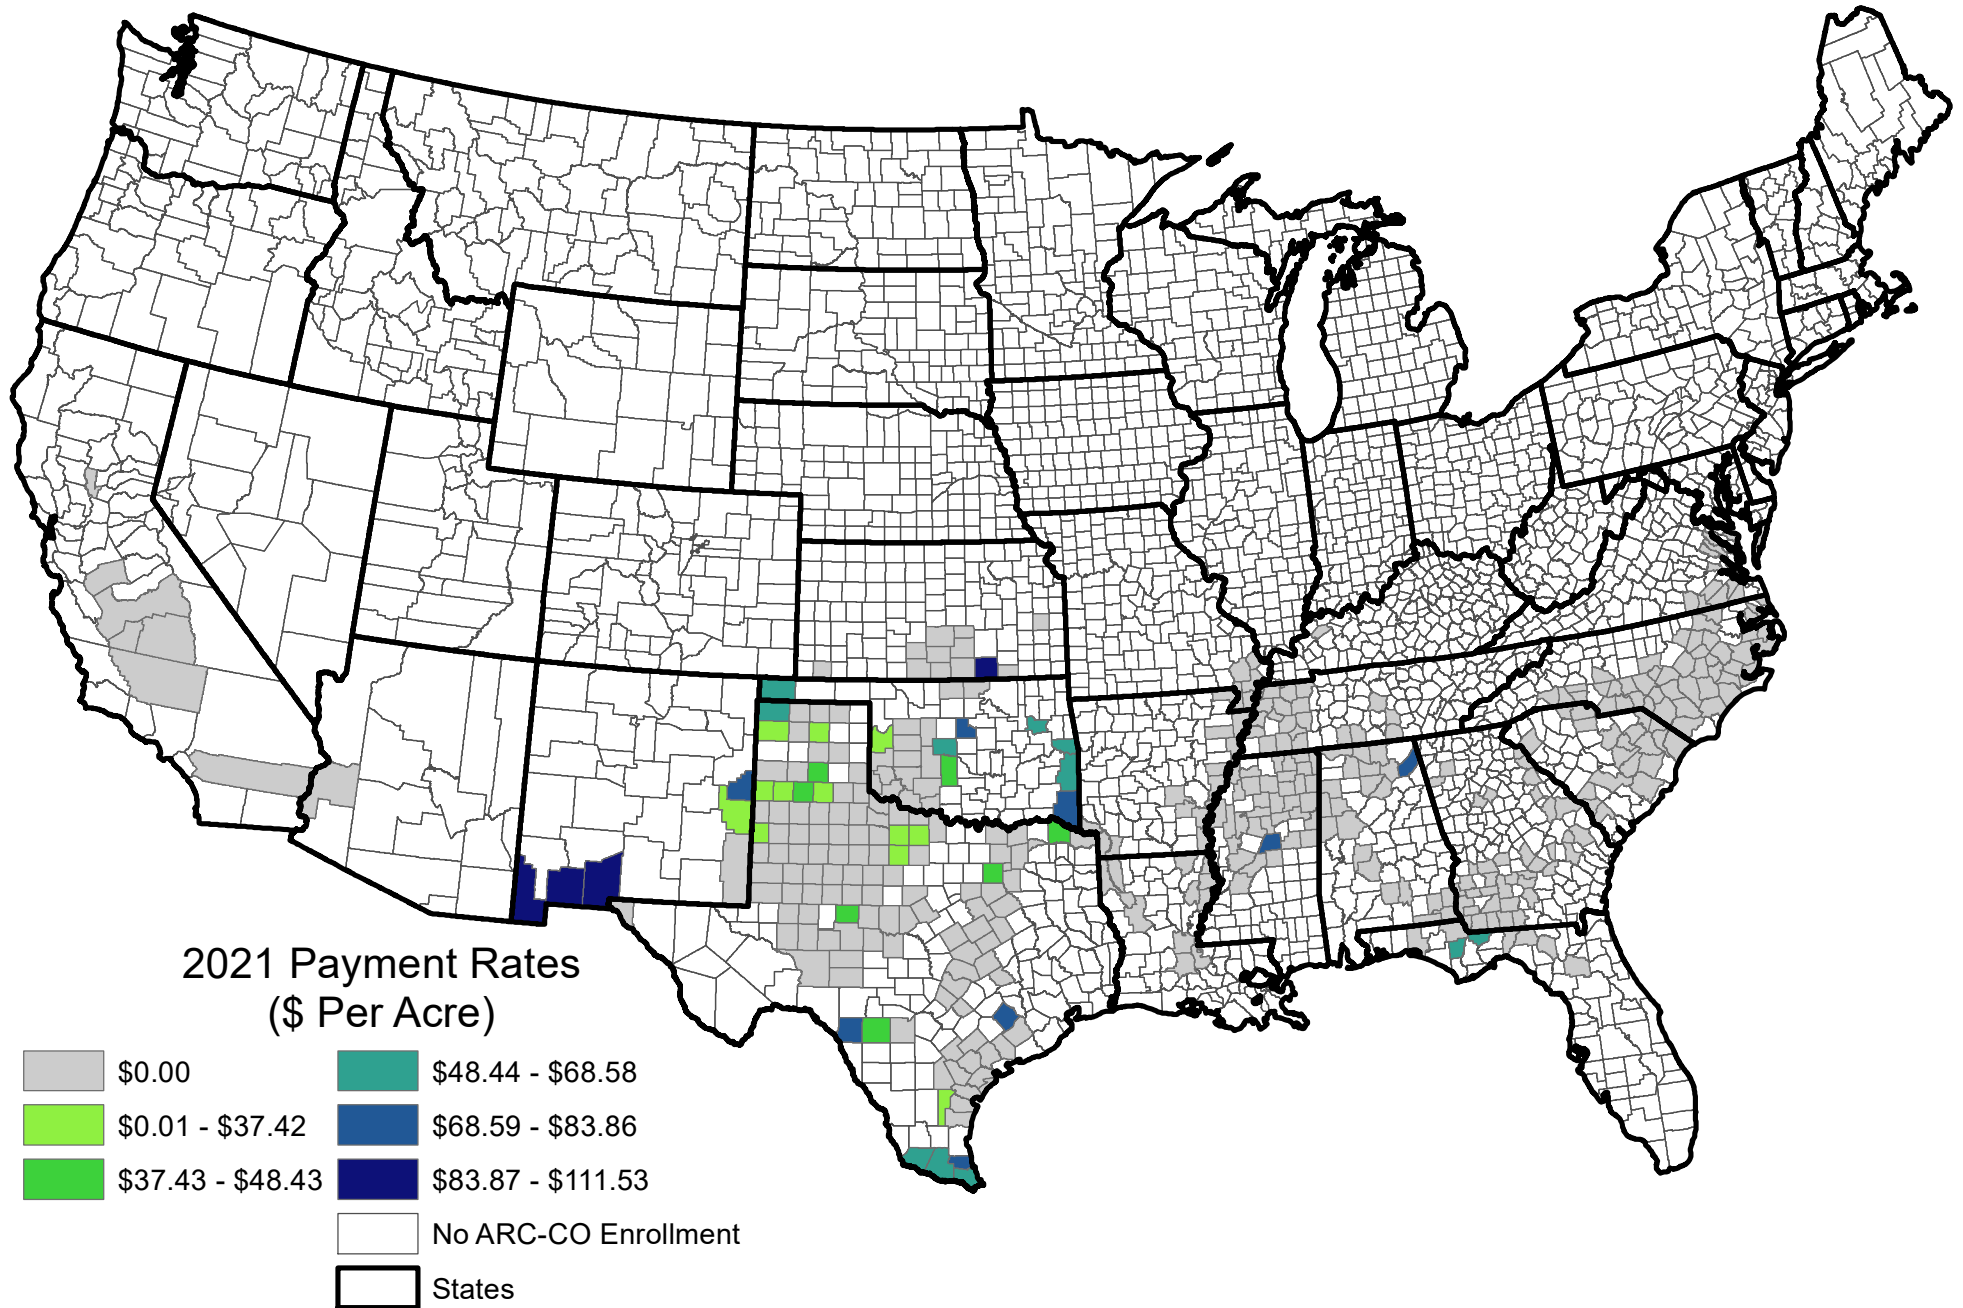 2021 Payment Rates
($ Per Acre)
$0.00
$0.01 - $37.42
$37.43 - $48.43
$48.44 - $68.58
$68.59 - $83.86
$83.87 - $111.53
No ARC-CO Enrollment
States